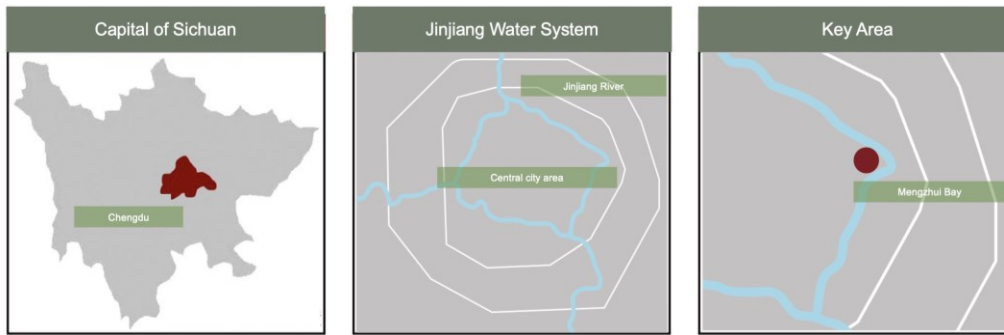 Capital of Sichuan
Chengdu
Jinjiang Water System
Jinjiang River
Central city area
Key Area
Mengzhui Bay